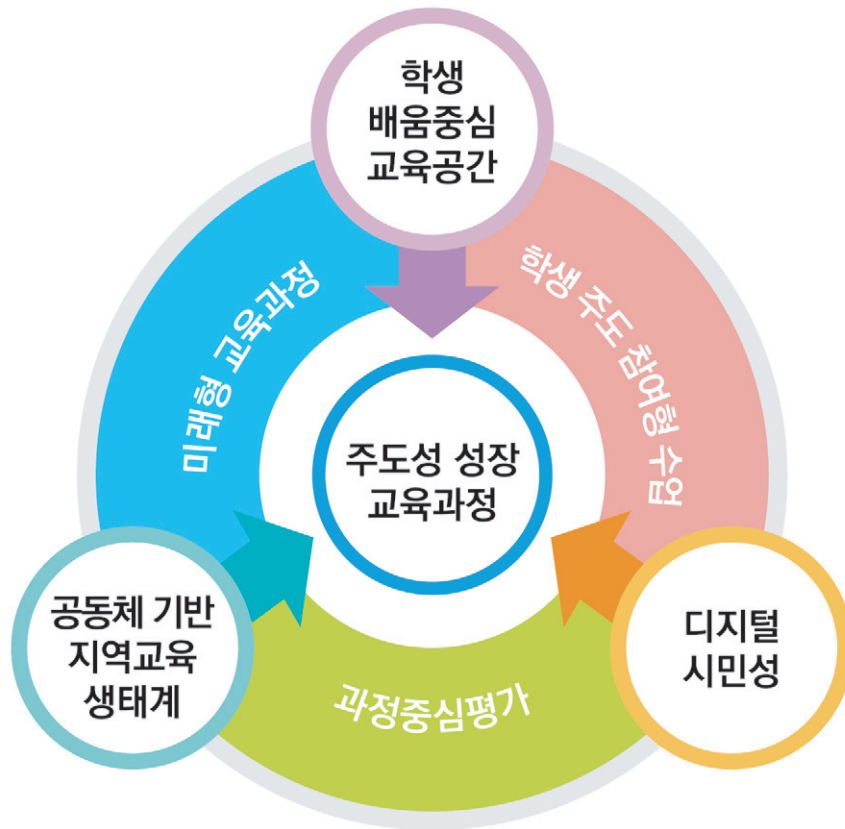 학생
배움중심
교육공간
미래형 교육과정
학생 주도 참여형 수업
주도성 성장
교육과정
공동체 기반
지역교육
생태계
디지털
시민성
과정중심평가